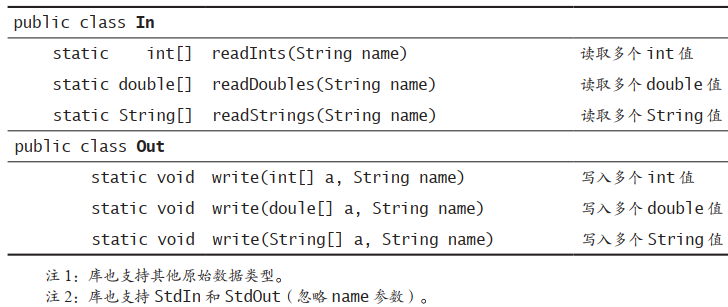 public class In
static int[] readInts(String name) 读取多个 int 值
static double[] readDoubles(String name) 读取多个 double 值
static String[] readStrings(String name) 读取多个 String 值
public class Out
static void write(int[] a, String name) 写入多个 int 值
static void write(doule[] a, String name) 写入多个 double 值
static void write(String[] a, String name) 写入多个 String 值
注 1：库也支持其他原始数据类型。
注 2：库也支持 StdIn 和 StdOut（忽略 name 参数）。